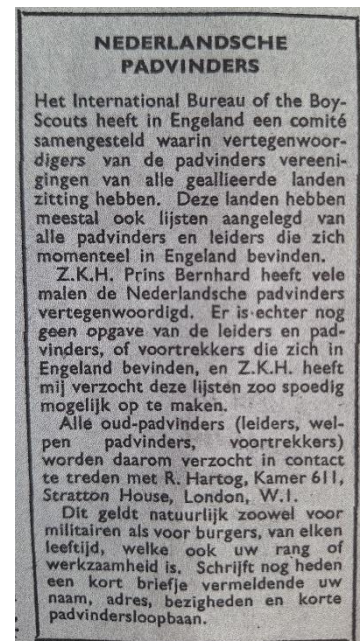 NEDERLANDSCHE
PADVINDERS
Het International Bureau of the Boy-
Scouts heeft in Engeland een comité
samengesteld waarin vertegenwoor-
digers van de padvinders vereeni-
gingen van alle geallieerde landen
zitting hebben. Deze landen hebben
meestal ook lijsten aangelegd van
alle padvinders en leiders die zich
momenteel in Engeland bevinden.
Z.K.H. Prins Bernhard heeft vele
malen de Nederlandsche padvinders
vertegenwoordigd. Er is echter nog
geen opgave van de leiders en pad-
vinders, of voortrekkers die zich in
Engeland bevinden, en Z.K.H. heeft
mij verzocht deze lijsten zoo spoedig
mogelijk op te maken.
Alle oud-padvinders (leiders, wel-
pen padvinders, voortrekkers)
worden daarom verzocht in contact
te treden met R. Hartog, Kamer 611,
Stratton House, London, W.1.
Dit geldt natuurlijk zoowel voor
militairen als voor burgers, van elken
leeftijd, welke ook uw rang of
werkzaamheid is. Schrijft nog heden
een kort briefje vermeldende uw
naam, adres, bezigheden en korte
padvindersloopbaan.